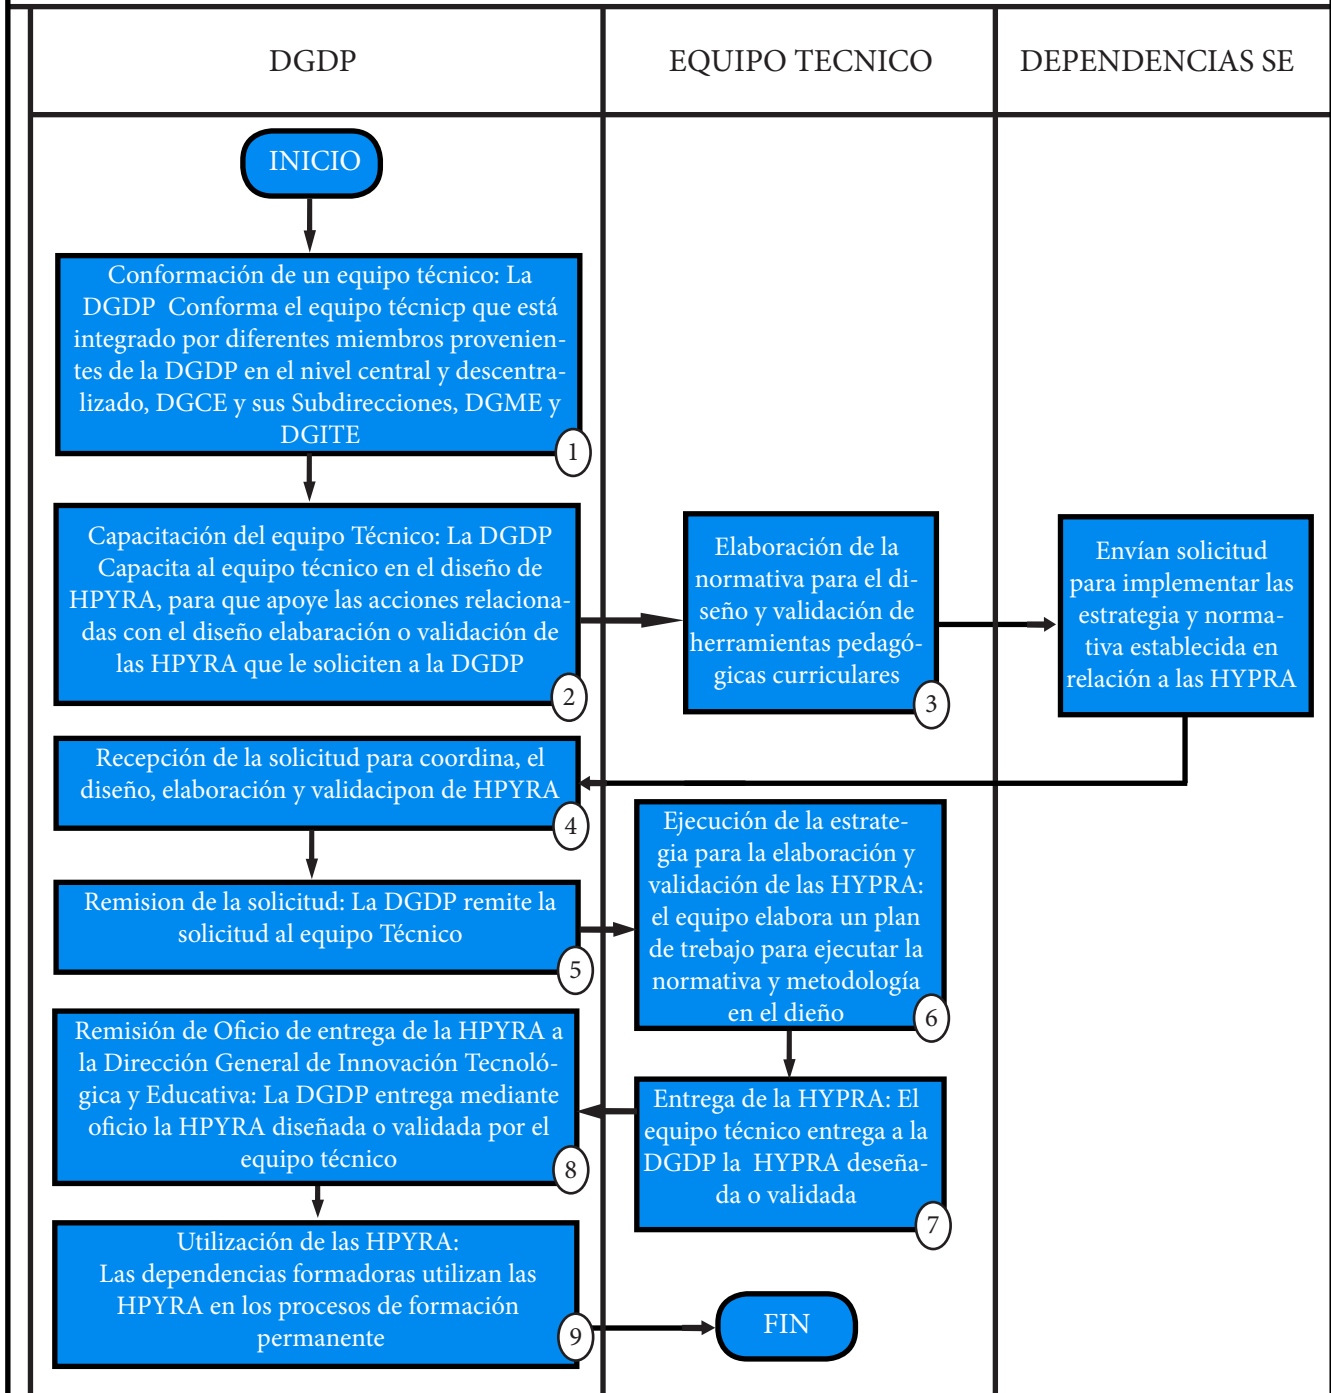 DGDP
EQUIPO TECNICO
DEPENDENCIAS SE
INICIO
Conformación de un equipo técnico: La
DGDP Conforma el equipo técnicp que está
integrado por diferentes miembros provenien-
tes de la DGDP en el nivel central y descentra-
lizado, DGCE y sus Subdirecciones, DGME y
DGITE
1
Capacitación del equipo Técnico: La DGDP
Capacita al equipo técnico en el diseño de
HPYRA, para que apoye las acciones relaciona-
das con el diseño elabaración o validación de
las HPYRA que le soliciten a la DGDP
2
Elaboración de la
normativa para el di-
seño y validación de
herramientas pedagó-
gicas curriculares
3
Envían solicitud
para implementar las
estrategia y norma-
tiva establecida en
relación a las HYPRA
Recepción de la solicitud para coordina, el
diseño, elaboración y validacipon de HPYRA
4
Remision de la solicitud: La DGDP remite la
solicitud al equipo Técnico
5
Ejecución de la estrate-
gia para la elaboración y
validación de las HYPRA:
el equipo elabora un plan
de trabajo para ejecutar la
normativa y metodología
en el dieño
6
Entrega de la HYPRA: El
equipo técnico entrega a la
DGDP la HYPRA deseña-
da o validada
7
Remisión de Oficio de entrega de la HPYRA a
la Dirección General de Innovación Tecnoló-
gica y Educativa: La DGDP entrega mediante
oficio la HPYRA diseñada o validada por el
equipo técnico
8
Utilización de las HPYRA:
Las dependencias formadoras utilizan las
HPYRA en los procesos de formación
permanente
9
FIN